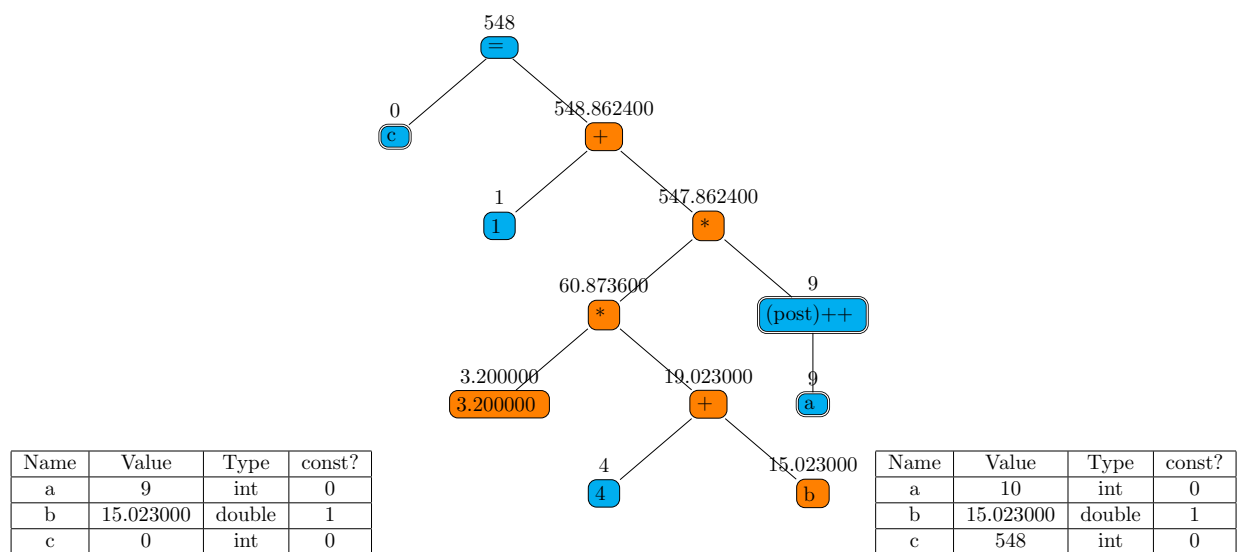 548
=
0
548.862400
c
+
1
547.862400
1
*
60.873600
9
*
(post)++
3.200000
19.023000
9
3.200000
+
a
4
15.023000
4
b
Name Value Type const?
a 9 int 0
b 15.023000 double 1
c 0 int 0
Name Value Type const?
a 10 int 0
b 15.023000 double 1
c 548 int 0